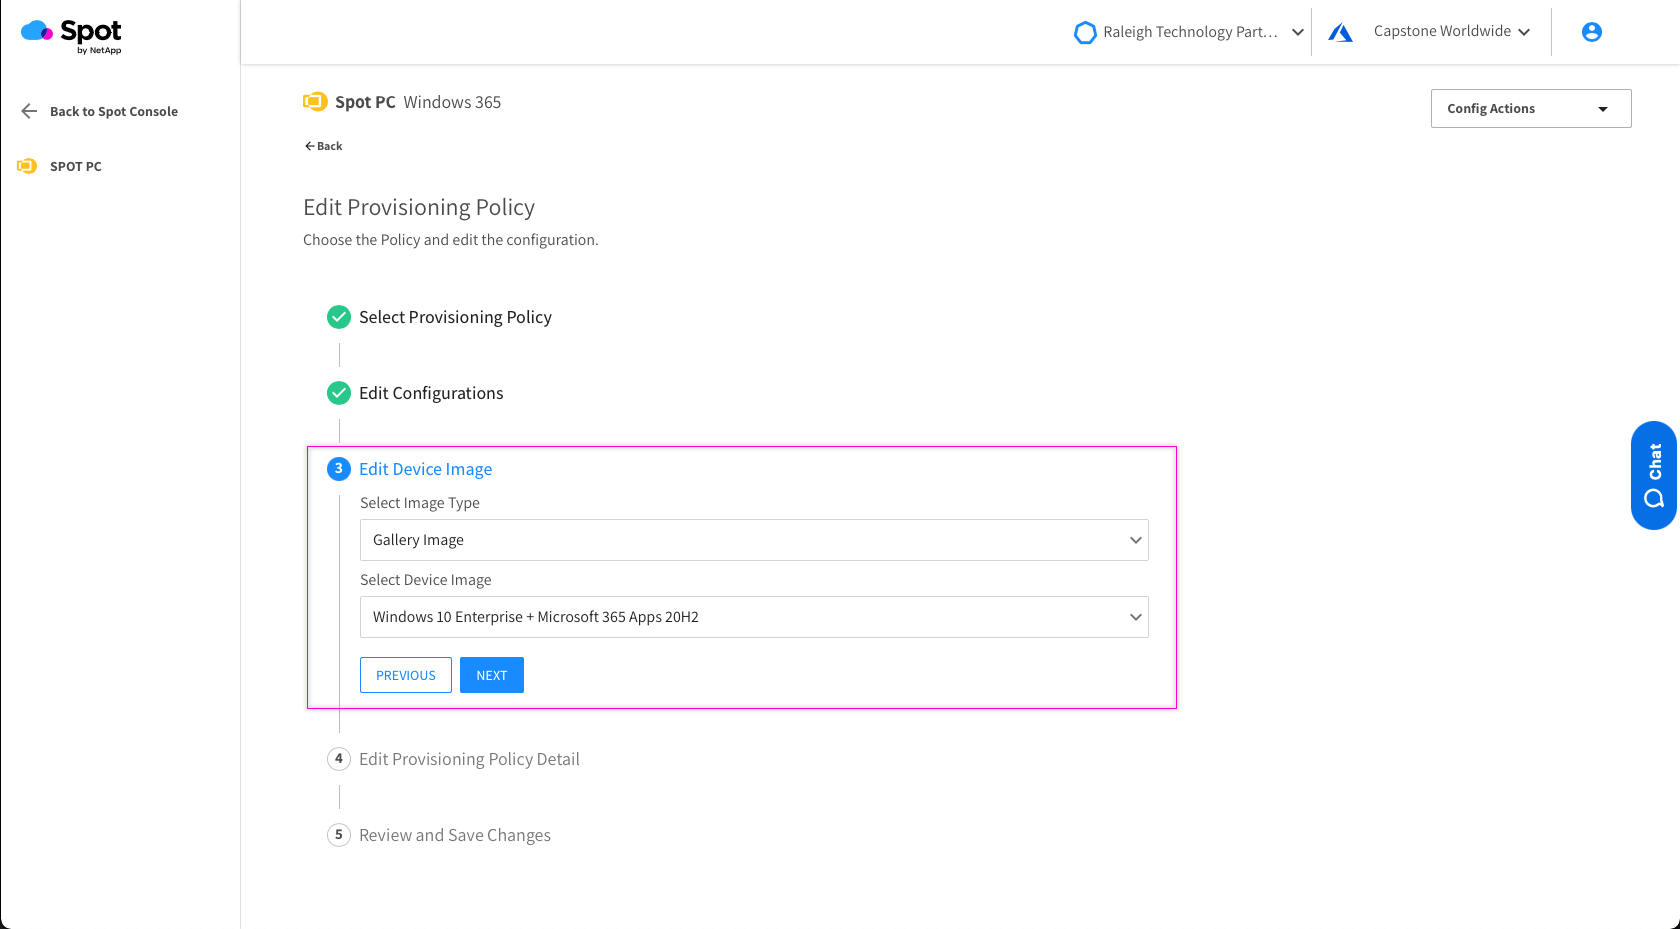 Spot
by NetApp
Raleigh Technology Part...
Capstone Worldwide
Back to Spot Console
SPOT PC
Spot PC Windows 365
Config Actions
Back
Edit Provisioning Policy
Choose the Policy and edit the configuration.
Select Provisioning Policy
Edit Configurations
3 Edit Device Image
Select Image Type
Gallery Image
Select Device Image
Windows 10 Enterprise + Microsoft 365 Apps 20H2
PREVIOUS NEXT
4 Edit Provisioning Policy Detail
5 Review and Save Changes
Chat